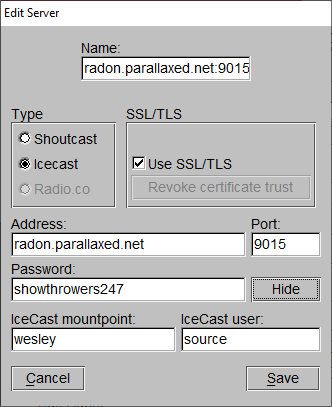 Edit Server
Name:
radon.parallaxed.net:9015
Type
SSL/TLS
Shoutcast
Icecast
Use SSL/TLS
Radio.co
Revoke certificate trust
Address:
Port:
radon.parallaxed.net
9015
Password:
showthrowers247
Hide
IceCast mountpoint:
IceCast user:
wesley
source
Cancel
Save